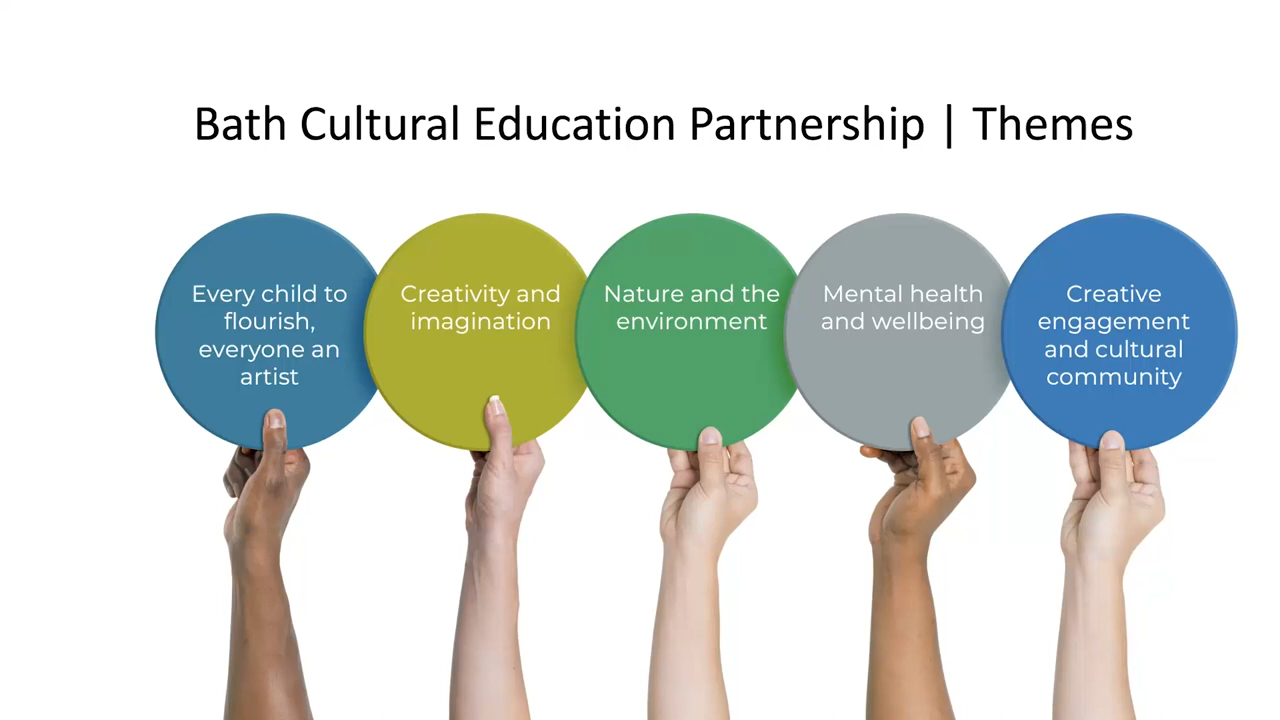 Bath Cultural Education Partnership | Themes
Every child to
flourish,
everyone an
artist
Creativity and
imagination
Nature and the
environment
Mental health
and wellbeing
Creative
engagement
and cultural
community